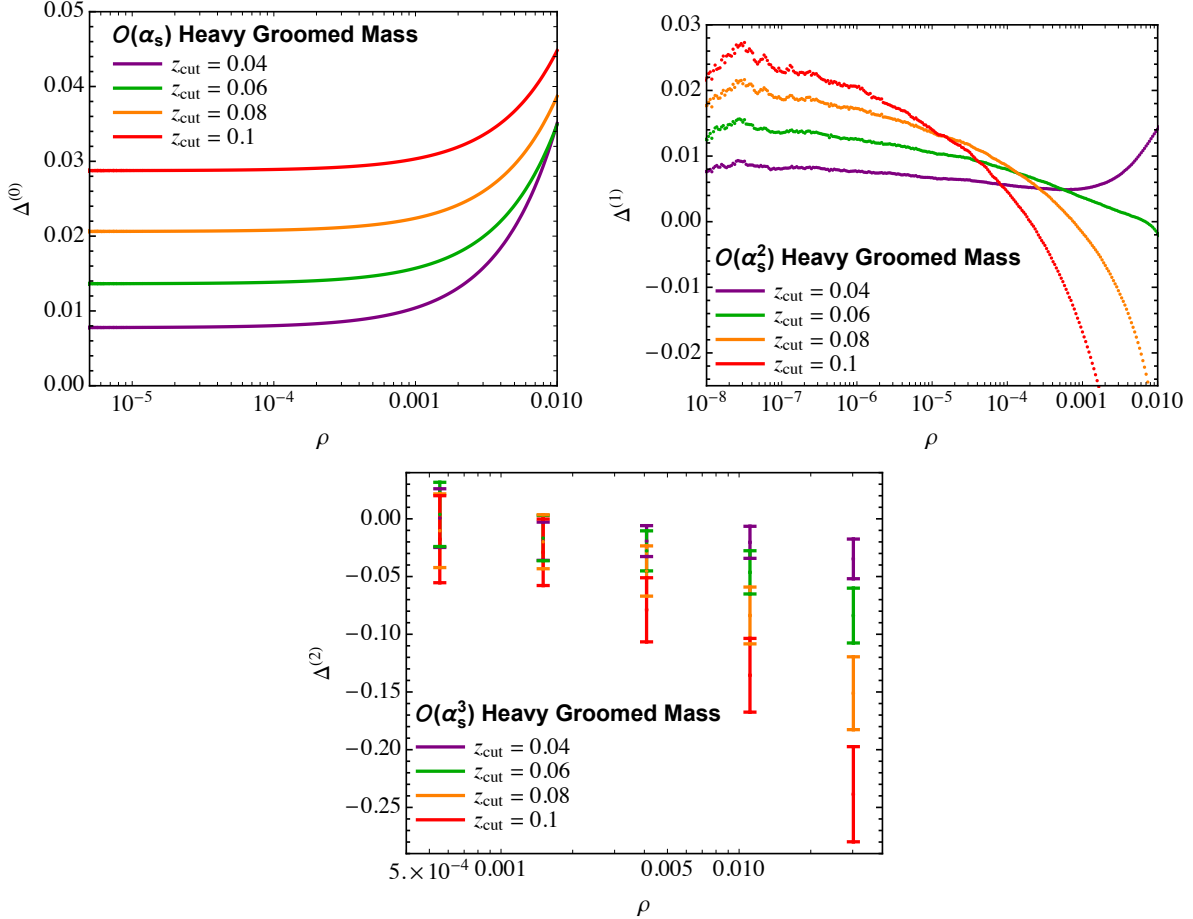 O(αs) Heavy Groomed Mass
zcut = 0.04
zcut = 0.06
zcut = 0.08
zcut = 0.1
0.05
0.04
0.03
0.02
0.01
0.00
Δ(0)
10⁻⁵
10⁻⁴
0.001
0.010
ρ
0.03
0.02
0.01
0.00
−0.01
−0.02
Δ(1)
O(αs²) Heavy Groomed Mass
zcut = 0.04
zcut = 0.06
zcut = 0.08
zcut = 0.1
10⁻⁸
10⁻⁷
10⁻⁶
10⁻⁵
10⁻⁴
0.001
0.010
ρ
0.00
−0.05
−0.10
−0.15
−0.20
−0.25
Δ(2)
O(αs³) Heavy Groomed Mass
zcut = 0.04
zcut = 0.06
zcut = 0.08
zcut = 0.1
5.×10⁻⁴
0.001
0.005
0.010
ρ